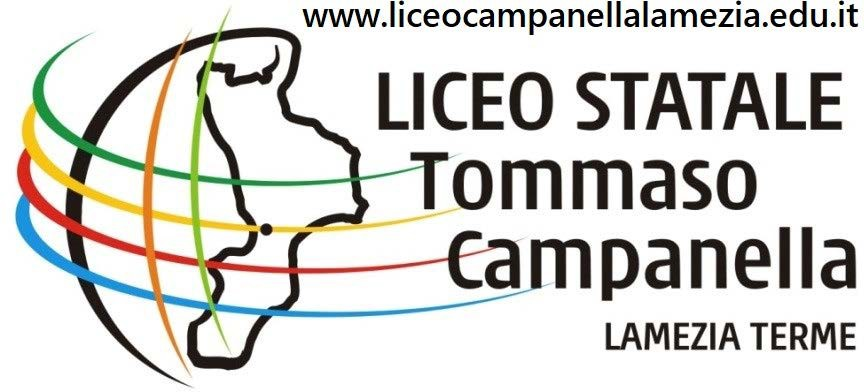 www.liceocampanellalamezia.edu.it
LICEO STATALE
Tommaso
Campanella
LAMEZIA TERME